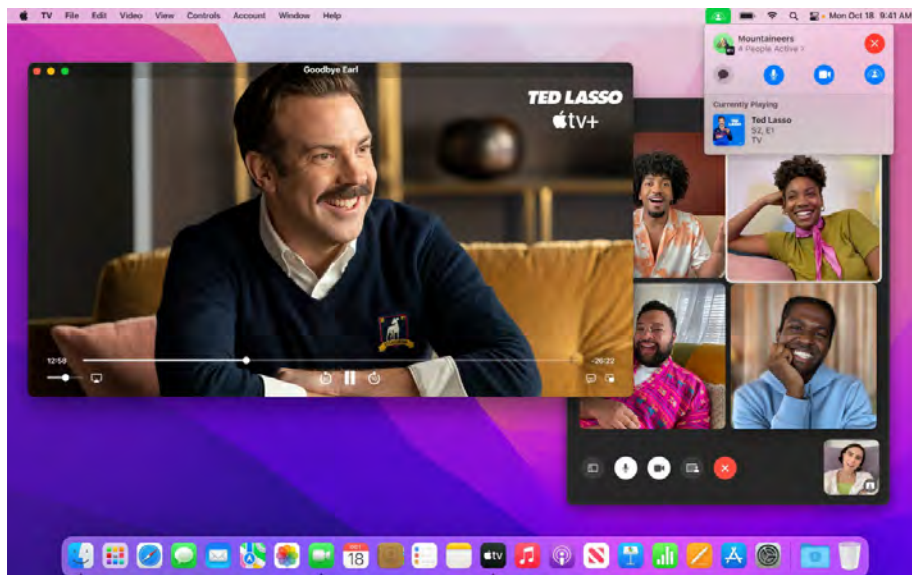 TV File Edit Video View Controls Account Window Help
Mon Oct 18 9:41 AM
Mountaineers
4 People Active
Currently Playing
Ted Lasso
S2, E1
TV
Goodbye Earl
TED LASSO
tv+
12:58
-26:22
18
tv